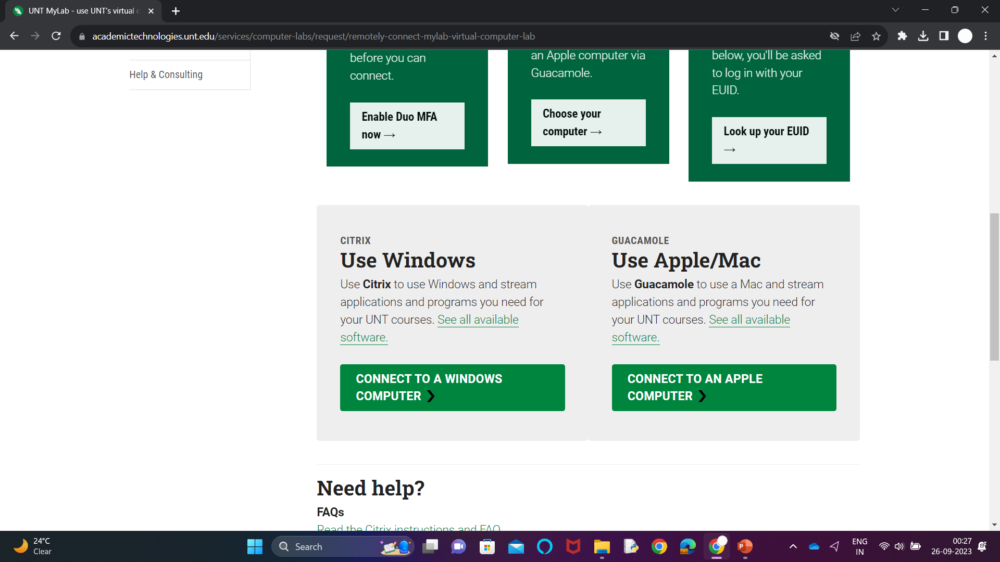 UNT MyLab - use UNT's virtual c
academictechnologies.unt.edu/services/computer-labs/request/remotely-connect-mylab-virtual-computer-lab
Help & Consulting
before you can
connect.
Enable Duo MFA
now →
an Apple computer via
Guacamole.
Choose your
computer →
below, you'll be asked
to log in with your
EUID.
Look up your EUID
→
CITRIX
Use Windows
Use Citrix to use Windows and stream
applications and programs you need for
your UNT courses. See all available
software.
CONNECT TO A WINDOWS
COMPUTER ❯
GUACAMOLE
Use Apple/Mac
Use Guacamole to use a Mac and stream
applications and programs you need for
your UNT courses. See all available
software.
CONNECT TO AN APPLE
COMPUTER ❯
Need help?
FAQs
Read the Citrix instructions and FAQ
24°C
Clear
Search
ENG
IN
00:27
26-09-2023